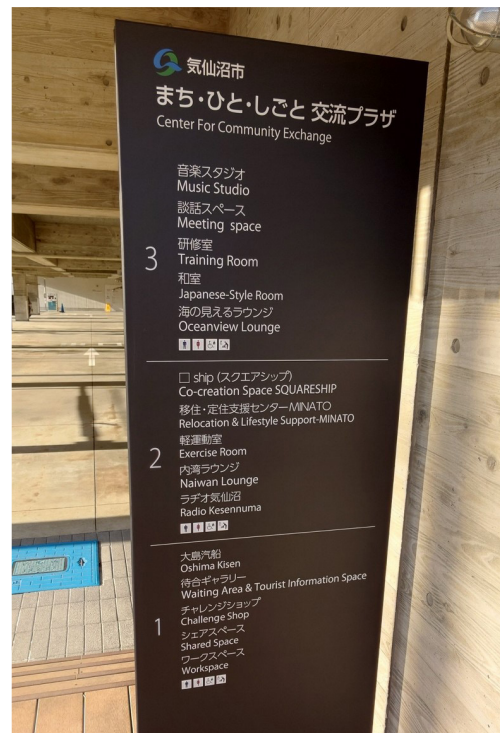 気仙沼市
まち・ひと・しごと 交流プラザ
Center For Community Exchange
3
音楽スタジオ
Music Studio
談話スペース
Meeting space
研修室
Training Room
和室
Japanese-Style Room
海の見えるラウンジ
Oceanview Lounge
2
□ ship (スクエアシップ)
Co-creation Space SQUARESHIP
移住・定住支援センターMINATO
Relocation & Lifestyle Support-MINATO
軽運動室
Exercise Room
内湾ラウンジ
Naiwan Lounge
ラヂオ気仙沼
Radio Kesennuma
1
大島汽船
Oshima Kisen
待合ギャラリー
Waiting Area & Tourist Information Space
チャレンジショップ
Challenge Shop
シェアスペース
Shared Space
ワークスペース
Workspace